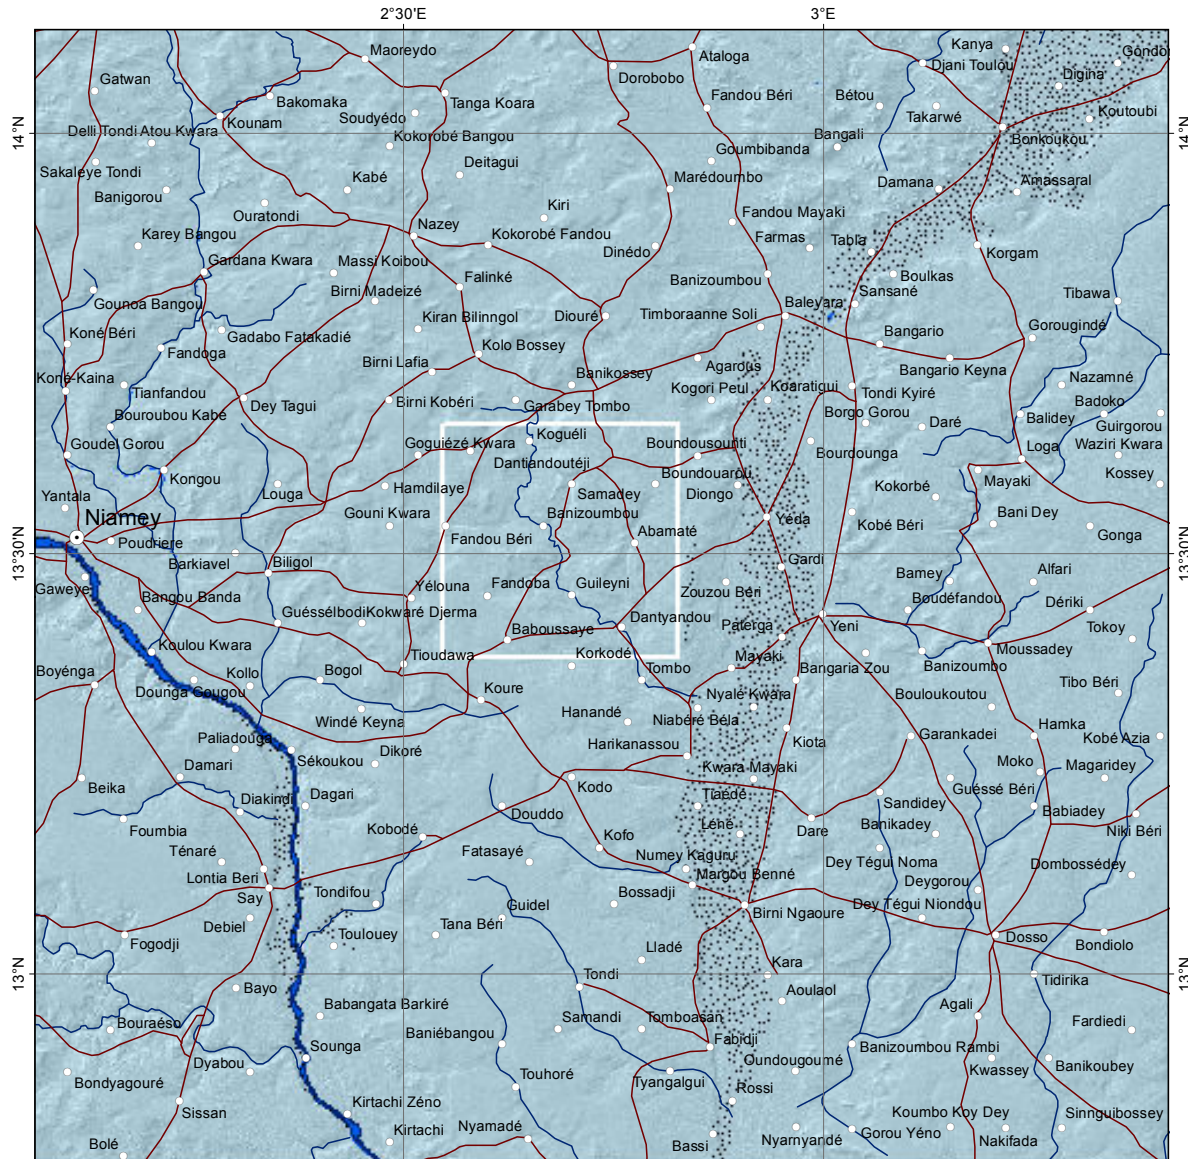 2°30'E
3°E
Maoreydo
Ataloga
Kanya
Góndo
Djani Toulou
Gatwan
Dorobobo
Digina
Bakomaka
Tanga Koara
Fandou Béri
Bétou
Takarwé
Koutoubi
Kounam
Soudyédo
14°N
Delli Tondi Atou Kwara
Kokorobé Bangou
Bangali
Bonkoukou
14°N
Deitagui
Goumbibanda
Sakaleye Tondi
Kabé
Marédoumbo
Damana
Amassaral
Banigorou
Ouratondi
Kiri
Fandou Mayaki
Nazey
Karey Bangou
Kokorobé Fandou
Dinédo
Farmas
Tabla
Korgam
Gardana Kwara
Massi Koibou
Falinké
Banizoumbou
Boulkas
Gounoa Bangou
Birni Madeizé
Sansané
Tibawa
Baleyara
Koné Béri
Gadabo Fatakadié
Kiran Bilinngol
Diouré
Timboraanne Soli
Bangario
Gorouginde
Fandoga
Kolo Bossey
Birni Lafia
Agardus
Bangario Keyna
Koné-Kaina
Tianfandou
Banikossey
Kogori Peul
Koaratigui
Tondi Kyiré
Nazamné
Bouroubou Kabé
Dey Tagui
Birni Kobéri
Garabey Tombo
Borgo Gorou
Daré
Balidey
Badoko
Guirgorou
Goudel Gorou
Goguiézé Kwara
Koguéli
Boundousounti
Bourdounga
Loga
Waziri Kwara
Dantiandoutéji
Kongou
Louga
Hamdilaye
Samadey
Boundouarou
Kokorbé
Mayaki
Kossey
Yantala
Diongo
Niamey
Gouni Kwara
Banizoumbou
Yéda
Kobé Béri
Bani Dey
Gonga
Poudriere
Fandou Béri
Abamaté
13°30'N
Barkiavel
Biligol
Gardi
13°30'N
Gaweye
Yélouna
Fandoba
Guileyni
Zouzou Béri
Bamey
Alfari
Bangou Banda
Guéssélbodi
Kokwaré Djerma
Boudéfandou
Dériki
Dantyandou
Paterga
Yeni
Koulou Kwara
Baboussaye
Tokoy
Boyénga
Kollo
Bogol
Tioudawa
Korkodé
Tombo
Mayaki
Bangaria Zou
Banizoumbo
Moussadey
Dounga Gougou
Koure
Nyalé Kwara
Bouloukoutou
Tibo Béri
Windé Keyna
Hanandé
Niabéré Béla
Paliadouga
Dikoré
Harikanassou
Kiota
Garankadei
Hamka
Kobé Azia
Damari
Sékoukou
Kwara Mayaki
Moko
Magaridey
Beika
Kodo
Guéssé Béri
Diakindi
Dagari
Tiaédé
Sandidey
Babiadey
Foumbia
Kobodé
Douddo
Kofo
Léhé
Dare
Banikadey
Niki Béri
Ténaré
Fatasayé
Numey Kaguru
Dey Tégui Noma
Dombossédey
Lontia Beri
Margou Benné
Deygorou
Say
Tondifou
Bossadji
Guidel
Birni Ngaoure
Dey Tégui Niondou
Debiel
Tana Béri
Fogodji
Toulouey
Lladé
Dosso
Bondiolo
13°N
Tondi
Kara
13°N
Bayo
Aoulaol
Tidirika
Babangata Barkiré
Agali
Bouraéso
Baniébangou
Samandi
Tomboasan
Fardiedi
Fabidji
Sounga
Dyabou
Oundougoumé
Banizoumbou Rambi
Bondyagouré
Touhoré
Tyangalgui
Rossi
Kwassey
Banikoubey
Sissan
Kirtachi Zéno
Koumbo Koy Dey
Sinnguibossey
Kirtachi
Nyamadé
Bolé
Bassi
Nyarnyandé
Gorou Yéno
Nakifada